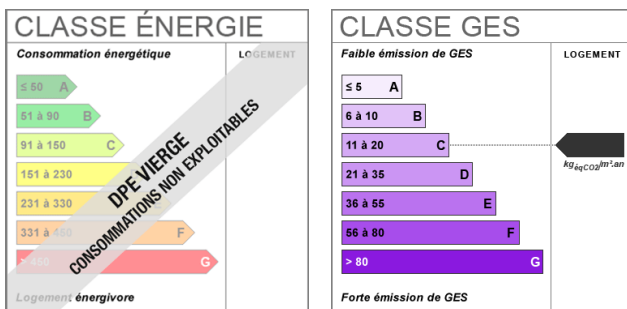 CLASSE ÉNERGIE
Consommation énergétique
LOGEMENT
≤ 50 A
51 à 90 B
91 à 150 C
151 à 230
231 à 330
331 à 450 F
> 450 G
DPE VIERGE
CONSOMMATIONS NON EXPLOITABLES
Logement énergivore
CLASSE GES
Faible émission de GES
LOGEMENT
≤ 5 A
6 à 10 B
11 à 20 C
21 à 35 D
36 à 55 E
56 à 80 F
> 80 G
kgéqCO2/m².an
Forte émission de GES